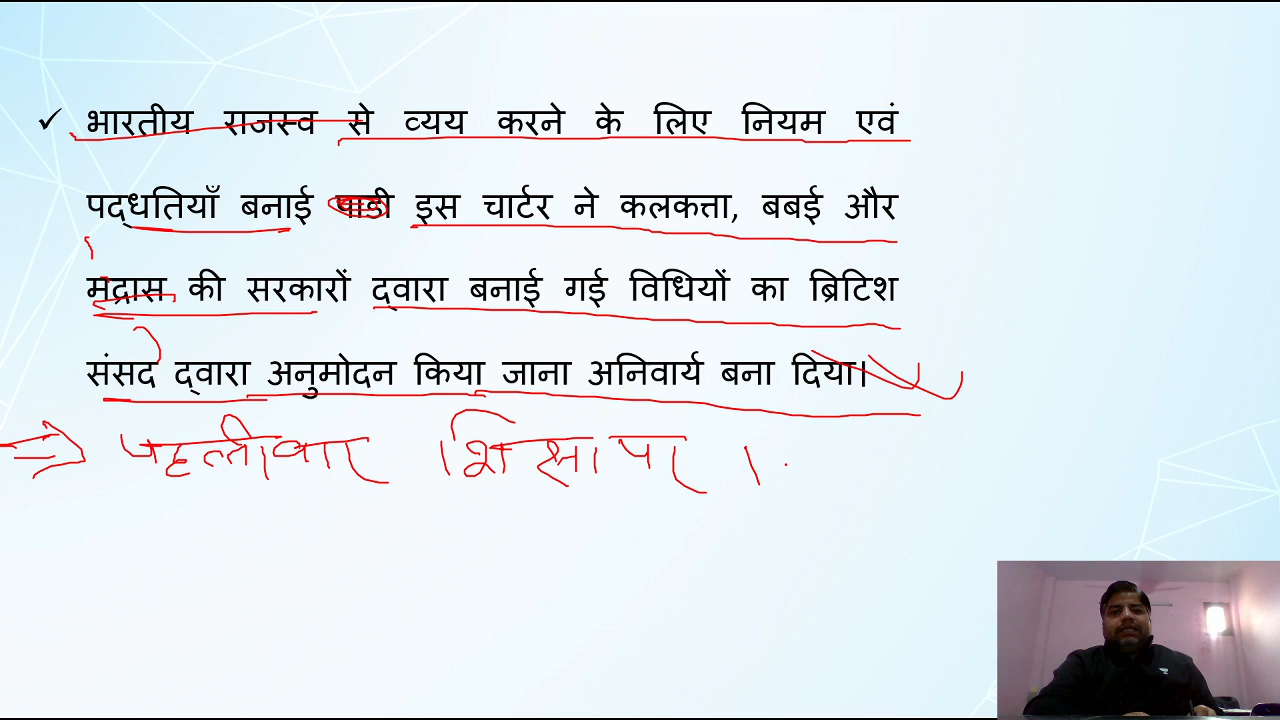 ✓ भारतीय राजस्व से व्यय करने के लिए नियम एवं
पद्धतियाँ बनाई इस चार्टर ने कलकत्ता, बबई और
मद्रास की सरकारों द्वारा बनाई गई विधियों का ब्रिटिश
संसद द्वारा अनुमोदन किया जाना अनिवार्य बना दिया।
⇒ पहलीवार शिक्षा पर ।